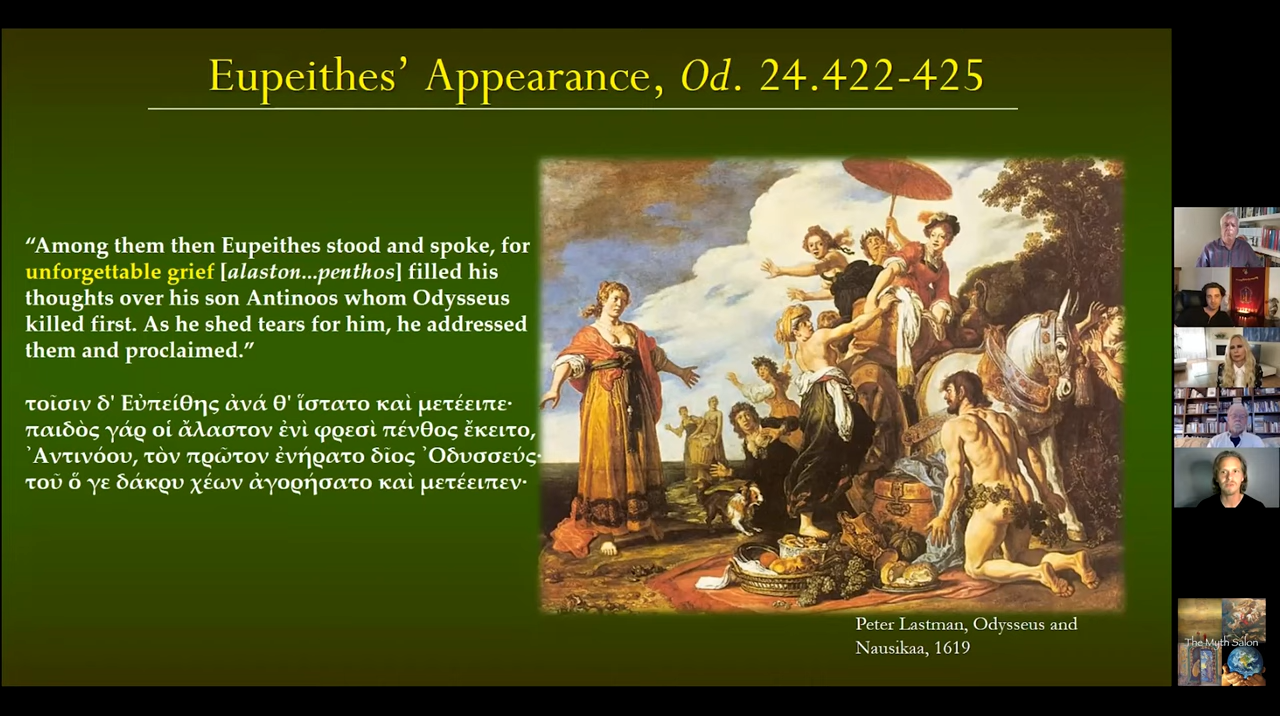 Eupeithes’ Appearance, Od. 24.422-425
“Among them then Eupeithes stood and spoke, for
unforgettable grief [alaston...penthos] filled his
thoughts over his son Antinoos whom Odysseus
killed first. As he shed tears for him, he addressed
them and proclaimed.”
τοῖσιν δ' Εὐπείθης ἀνά θ' ἵστατο καὶ μετέειπε·
παιδὸς γάρ οἱ ἄλαστον ἐνὶ φρεσὶ πένθος ἔκειτο,
᾿Αντινόου, τὸν πρῶτον ἐνήρατο δῖος ᾿Οδυσσεύς·
τοῦ ὅ γε δάκρυ χέων ἀγορήσατο καὶ μετέειπεν·
Peter Lastman, Odysseus and
Nausikaa, 1619
The Myth Salon